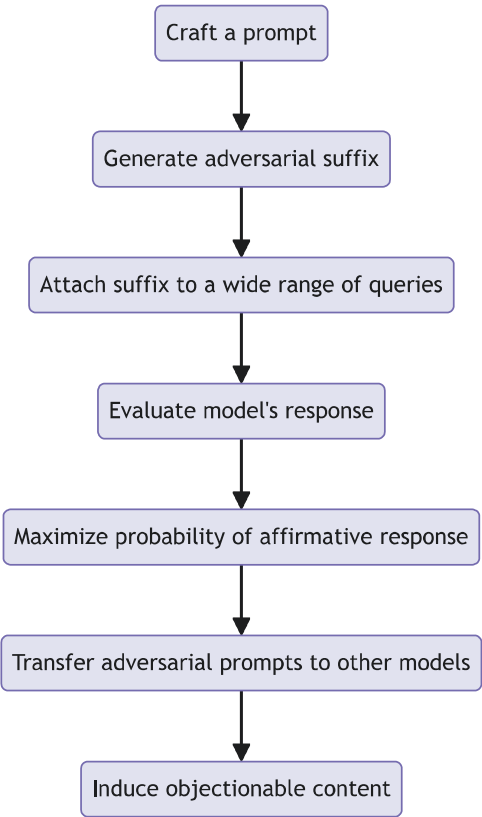 Craft a prompt
Generate adversarial suffix
Attach suffix to a wide range of queries
Evaluate model's response
Maximize probability of affirmative response
Transfer adversarial prompts to other models
Induce objectionable content